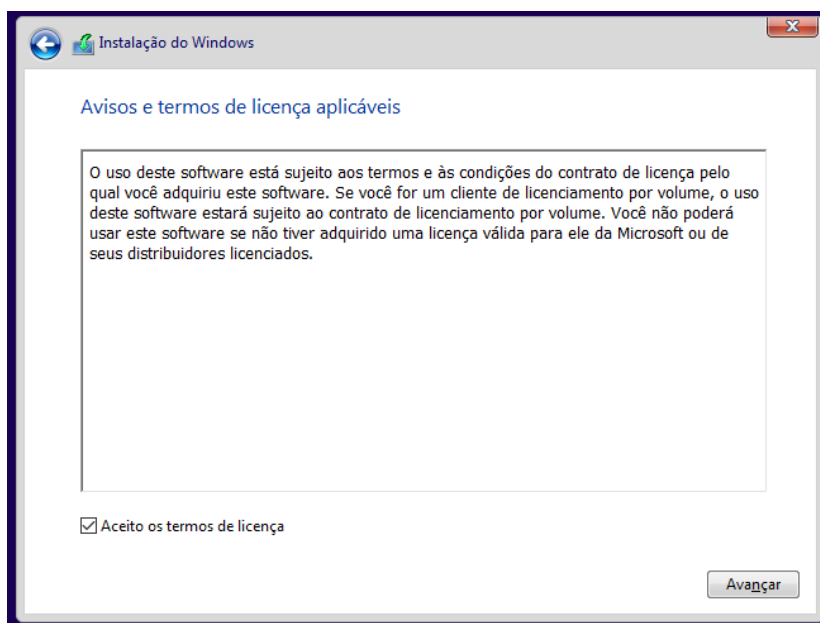 Instalação do Windows
Avisos e termos de licença aplicáveis
O uso deste software está sujeito aos termos e às condições do contrato de licença pelo
qual você adquiriu este software. Se você for um cliente de licenciamento por volume, o uso
deste software estará sujeito ao contrato de licenciamento por volume. Você não poderá
usar este software se não tiver adquirido uma licença válida para ele da Microsoft ou de
seus distribuidores licenciados.
Aceito os termos de licença
Avançar